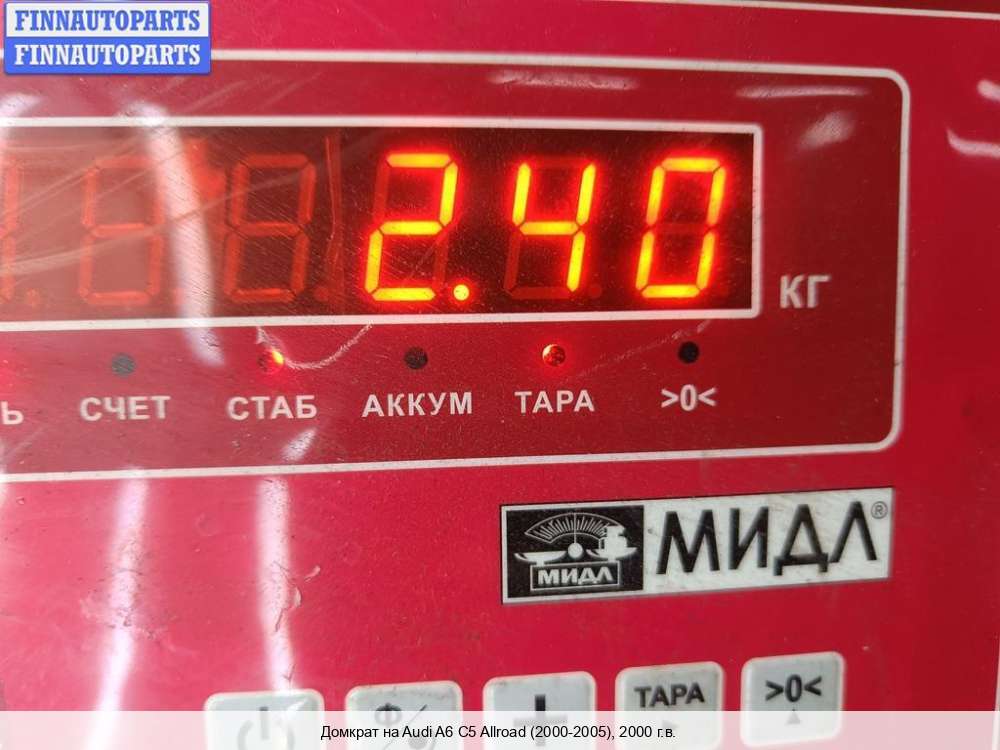 FINNAUTOPARTS
FINNAUTOPARTS
2.40
КГ
Ь СЧЕТ СТАБ АККУМ ТАРА >0<
МИДЛ МИДЛ®
Ф/ + ТАРА >0<
Домкрат на Audi A6 C5 Allroad (2000-2005), 2000 г.в.